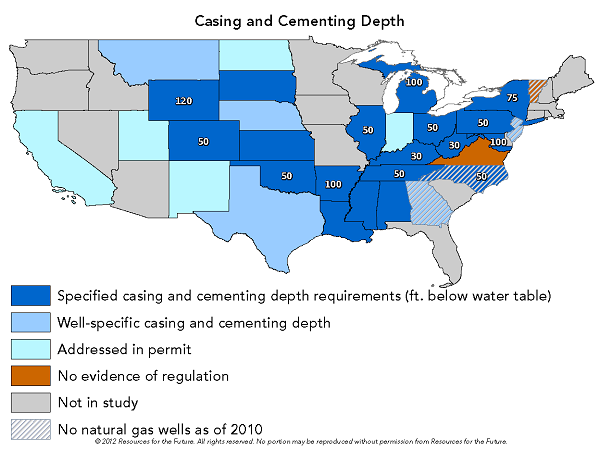 Casing and Cementing Depth
100
120
75
50
50
50
50
100
30
30
50
50
100
50
Specified casing and cementing depth requirements (ft. below water table)
Well-specific casing and cementing depth
Addressed in permit
No evidence of regulation
Not in study
No natural gas wells as of 2010
© 2012 Resources for the Future. All rights reserved. No portion may be reproduced without permission from Resources for the Future.